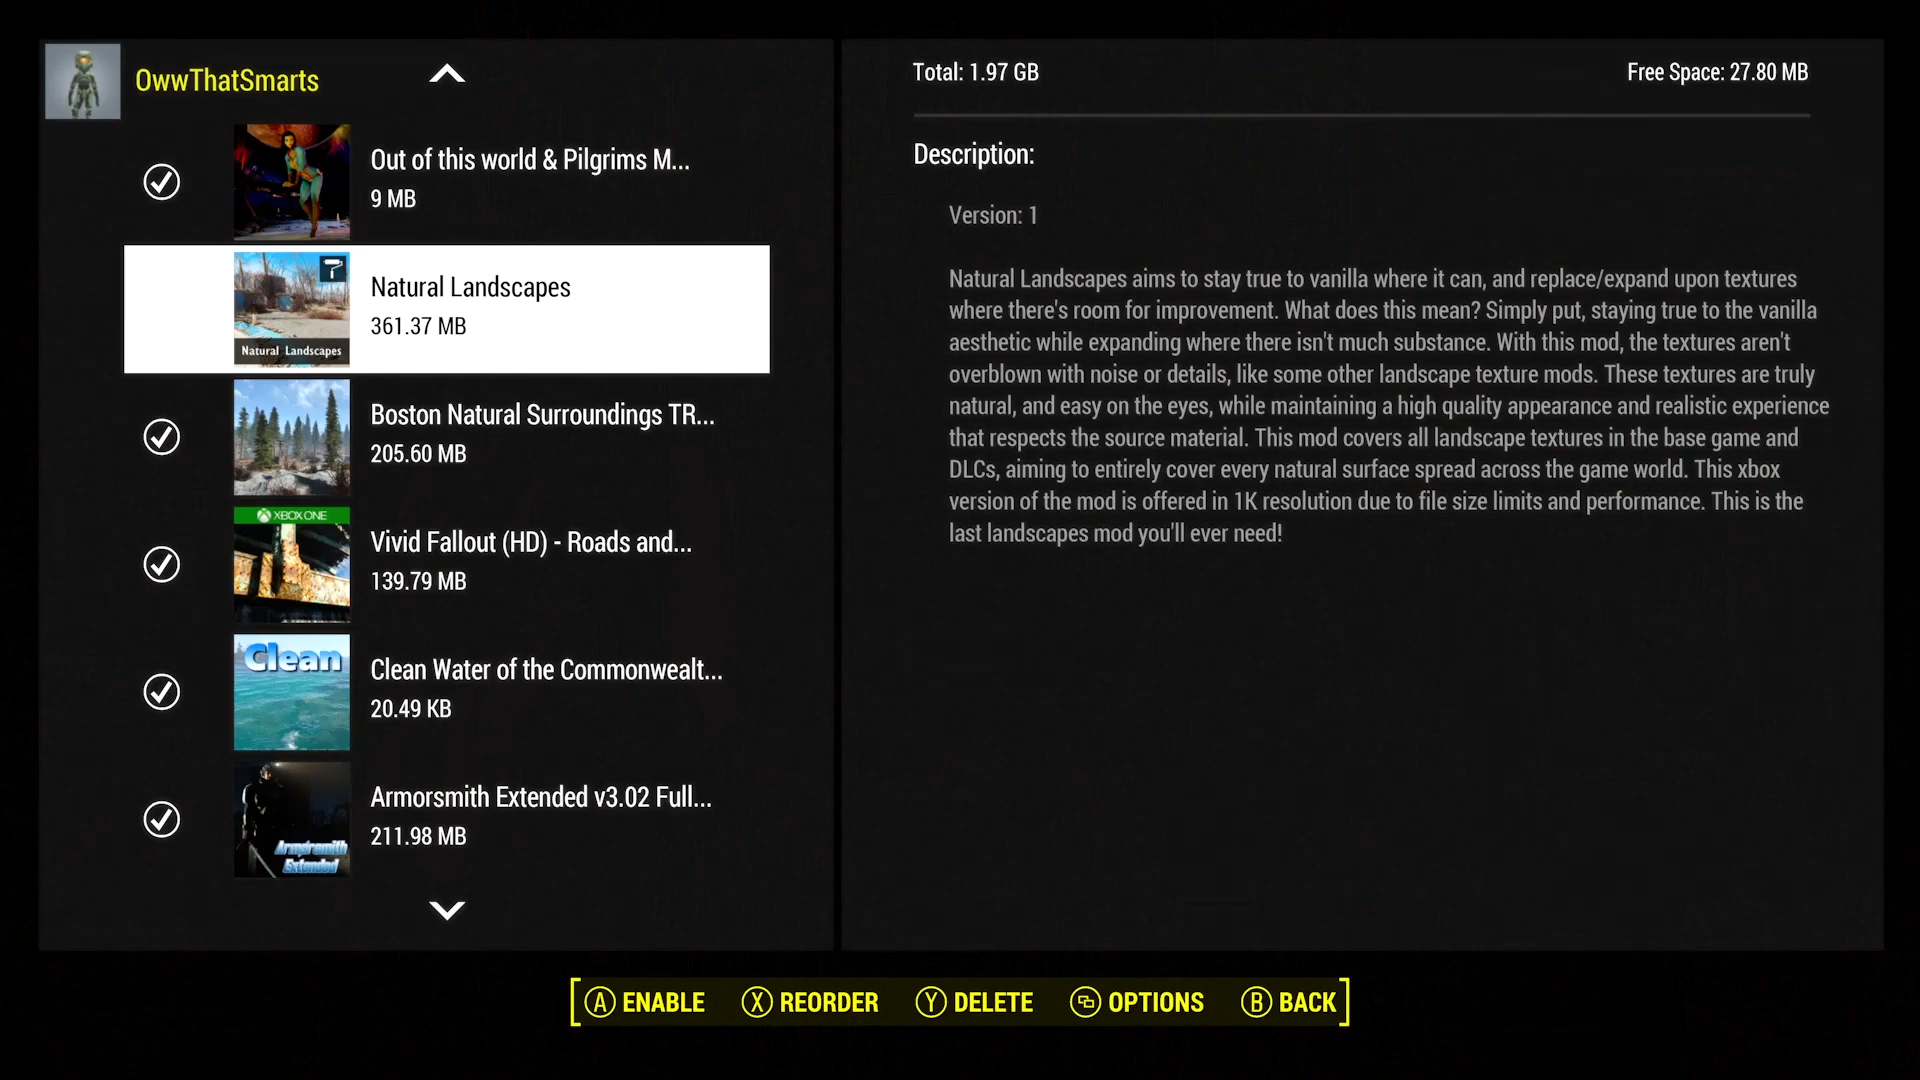 OwwThatSmarts
Out of this world & Pilgrims M...
9 MB
Natural Landscapes
Natural Landscapes
361.37 MB
Boston Natural Surroundings TR...
205.60 MB
XBOX ONE
Vivid Fallout (HD) - Roads and...
139.79 MB
Clean
Clean Water of the Commonwealt...
20.49 KB
Armorsmith Extended v3.02 Full...
211.98 MB
Armorsmith
Extended
Total: 1.97 GB
Free Space: 27.80 MB
Description:
Version: 1
Natural Landscapes aims to stay true to vanilla where it can, and replace/expand upon textures
where there's room for improvement. What does this mean? Simply put, staying true to the vanilla
aesthetic while expanding where there isn't much substance. With this mod, the textures aren't
overblown with noise or details, like some other landscape texture mods. These textures are truly
natural, and easy on the eyes, while maintaining a high quality appearance and realistic experience
that respects the source material. This mod covers all landscape textures in the base game and
DLCs, aiming to entirely cover every natural surface spread across the game world. This xbox
version of the mod is offered in 1K resolution due to file size limits and performance. This is the
last landscapes mod you'll ever need!
[ A ENABLE X REORDER Y DELETE OPTIONS B BACK ]